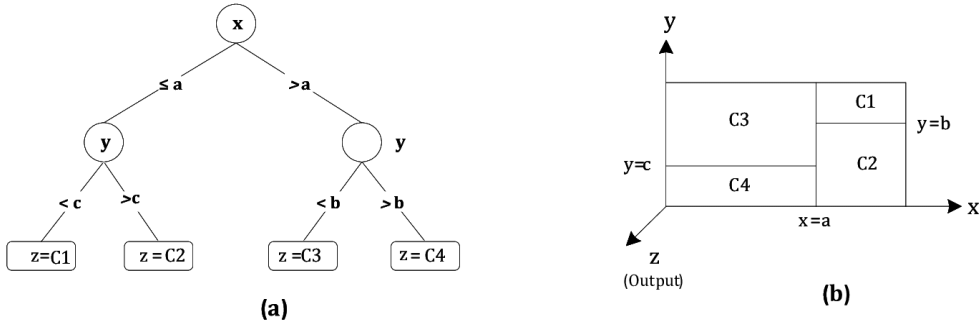 x
≤ a
>a
y
y
< c
>c
< b
>b
z=C1
z = C2
z =C3
z = C4
(a)
y
C3
C1
y =b
y=c
C2
C4
x
x=a
z
(Output)
(b)